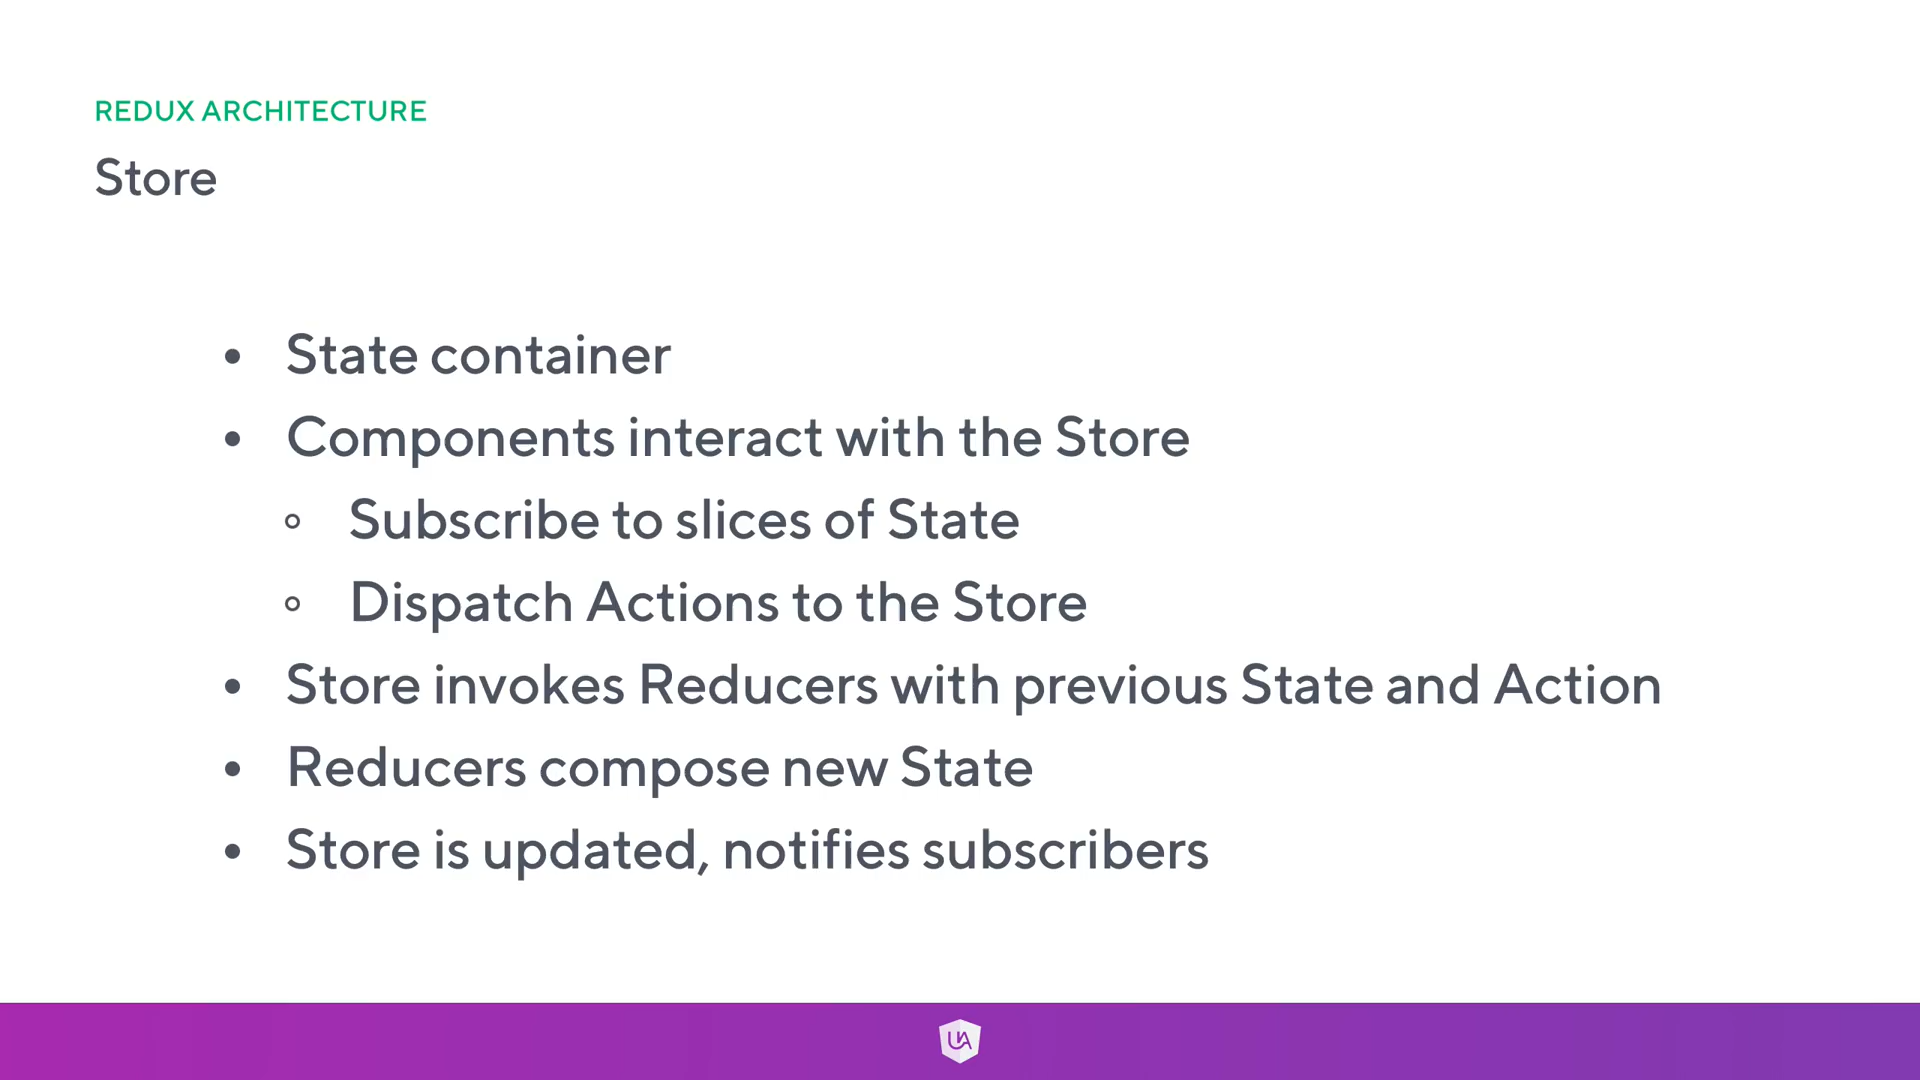 REDUX ARCHITECTURE
Store
• State container
• Components interact with the Store
◦ Subscribe to slices of State
◦ Dispatch Actions to the Store
• Store invokes Reducers with previous State and Action
• Reducers compose new State
• Store is updated, notifies subscribers
UA